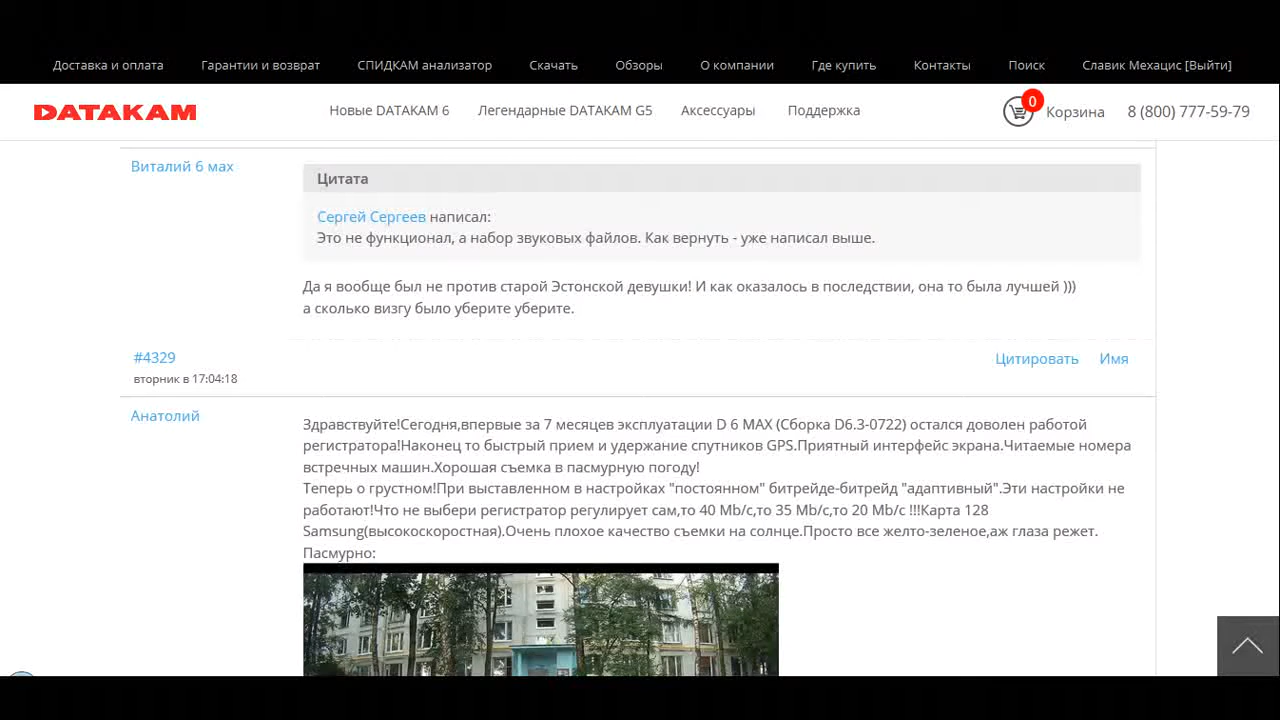 Доставка и оплата Гарантии и возврат СПИДКАМ анализатор Скачать Обзоры О компании Где купить Контакты Поиск Славик Мехацис [Выйти]
DATAKAM Новые DATAKAM 6 Легендарные DATAKAM G5 Аксессуары Поддержка 0 Корзина 8 (800) 777-59-79
Виталий 6 мах
Цитата
Сергей Сергеев написал:
Это не функционал, а набор звуковых файлов. Как вернуть - уже написал выше.
Да я вообще был не против старой Эстонской девушки! И как оказалось в последствии, она то была лучшей )))
а сколько визгу было уберите уберите.
#4329 Цитировать Имя
вторник в 17:04:18
Анатолий
Здравствуйте!Сегодня,впервые за 7 месяцев эксплуатации D 6 MAX (Сборка D6.3-0722) остался доволен работой
регистратора!Наконец то быстрый прием и удержание спутников GPS.Приятный интерфейс экрана.Читаемые номера
встречных машин.Хорошая съемка в пасмурную погоду!
Теперь о грустном!При выставленном в настройках "постоянном" битрейде-битрейд "адаптивный".Эти настройки не
работают!Что не выбери регистратор регулирует сам,то 40 Mb/c,то 35 Mb/c,то 20 Mb/c !!!Карта 128
Samsung(высокоскоростная).Очень плохое качество съемки на солнце.Просто все желто-зеленое,аж глаза режет.
Пасмурно: